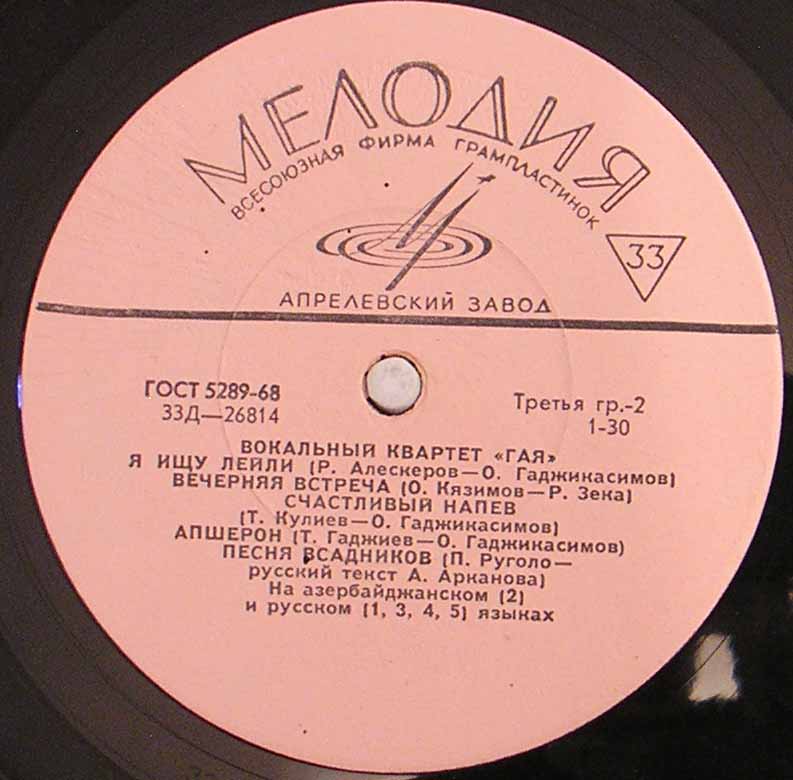 МЕЛОДИЯ
ВСЕСОЮЗНАЯ ФИРМА ГРАМПЛАСТИНОК
33
АПРЕЛЕВСКИЙ ЗАВОД
ГОСТ 5289-68
33Д—26814
Третья гр.-2
1-30
ВОКАЛЬНЫЙ КВАРТЕТ «ГАЯ»
Я ИЩУ ЛЕЙЛИ (Р. Алескеров—О. Гаджикасимов)
ВЕЧЕРНЯЯ ВСТРЕЧА (О. Кязимов—Р. Зека)
СЧАСТЛИВЫЙ НАПЕВ
(Т. Кулиев—О. Гаджикасимов)
АПШЕРОН (Т. Гаджиев—О. Гаджикасимов)
ПЕСНЯ ВСАДНИКОВ (П. Руголо—
русский текст А. Арканова)
На азербайджанском (2)
и русском (1, 3, 4, 5) языках